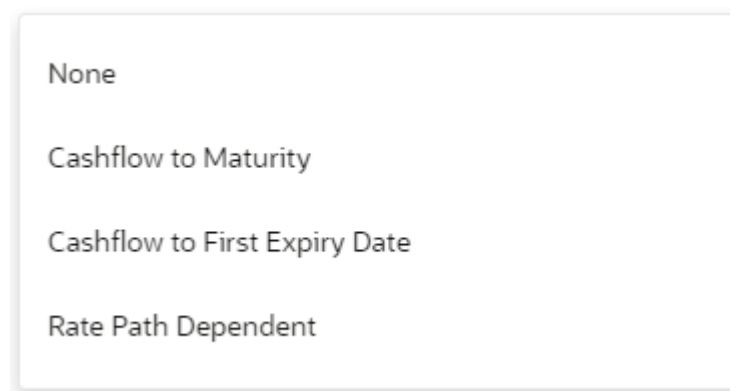 None
Cashflow to Maturity
Cashflow to First Expiry Date
Rate Path Dependent